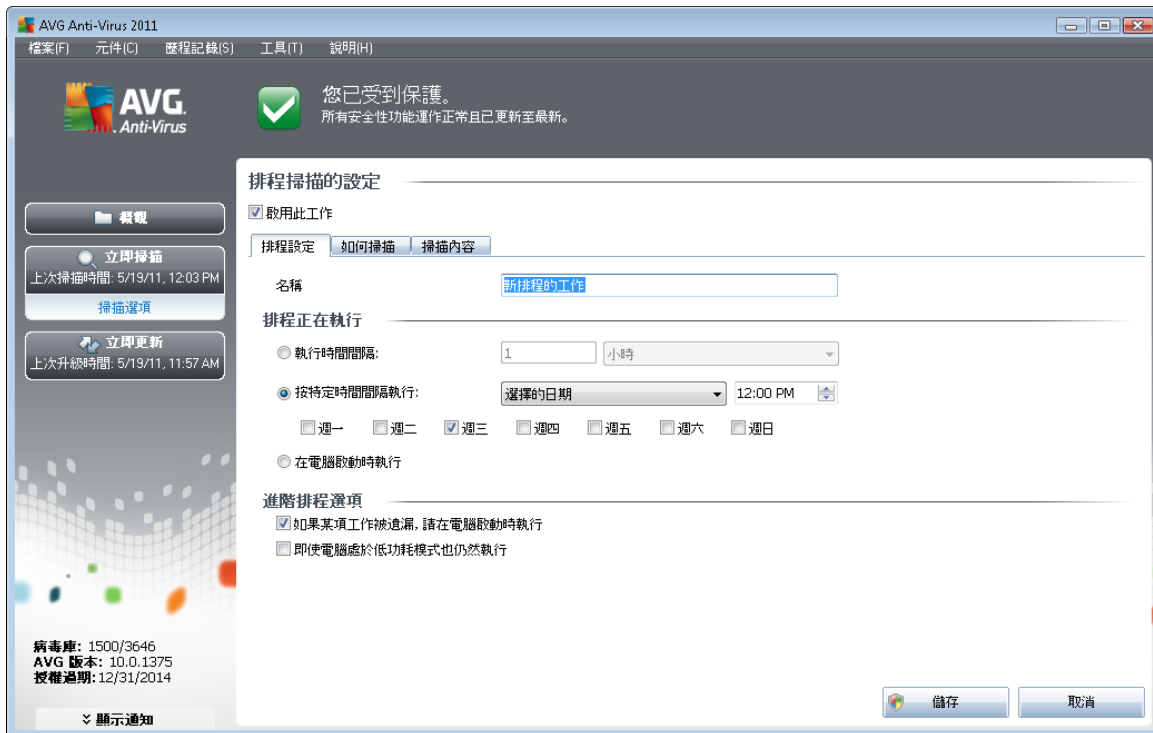 AVG Anti-Virus 2011
檔案(F) 元件(C) 歷程記錄(S) 工具(T) 說明(H)
AVG.
Anti-Virus
您已受到保護。
所有安全性功能運作正常且已更新至最新。
概觀
立即掃描
上次掃描時間: 5/19/11, 12:03 PM
掃描選項
立即更新
上次升級時間: 5/19/11, 11:57 AM
病毒庫: 1500/3646
AVG 版本: 10.0.1375
授權過期: 12/31/2014
顯示通知
排程掃描的設定
啟用此工作
排程設定 如何掃描 掃描內容
名稱 新排程的工作
排程正在執行
執行時間間隔: 1 小時
按特定時間間隔執行: 選擇的日期 12:00 PM
週一 週二 週三 週四 週五 週六 週日
在電腦啟動時執行
進階排程選項
如果某項工作被遺漏, 請在電腦啟動時執行
即使電腦處於低功耗模式也仍然執行
儲存 取消